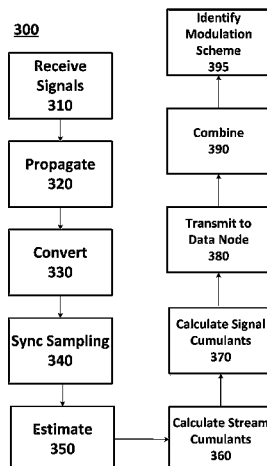 300
Receive
Signals
310
Propagate
320
Convert
330
Sync Sampling
340
Estimate
350
Calculate Stream
Cumulants
360
Calculate Signal
Cumulants
370
Transmit to
Data Node
380
Combine
390
Identify
Modulation
Scheme
395